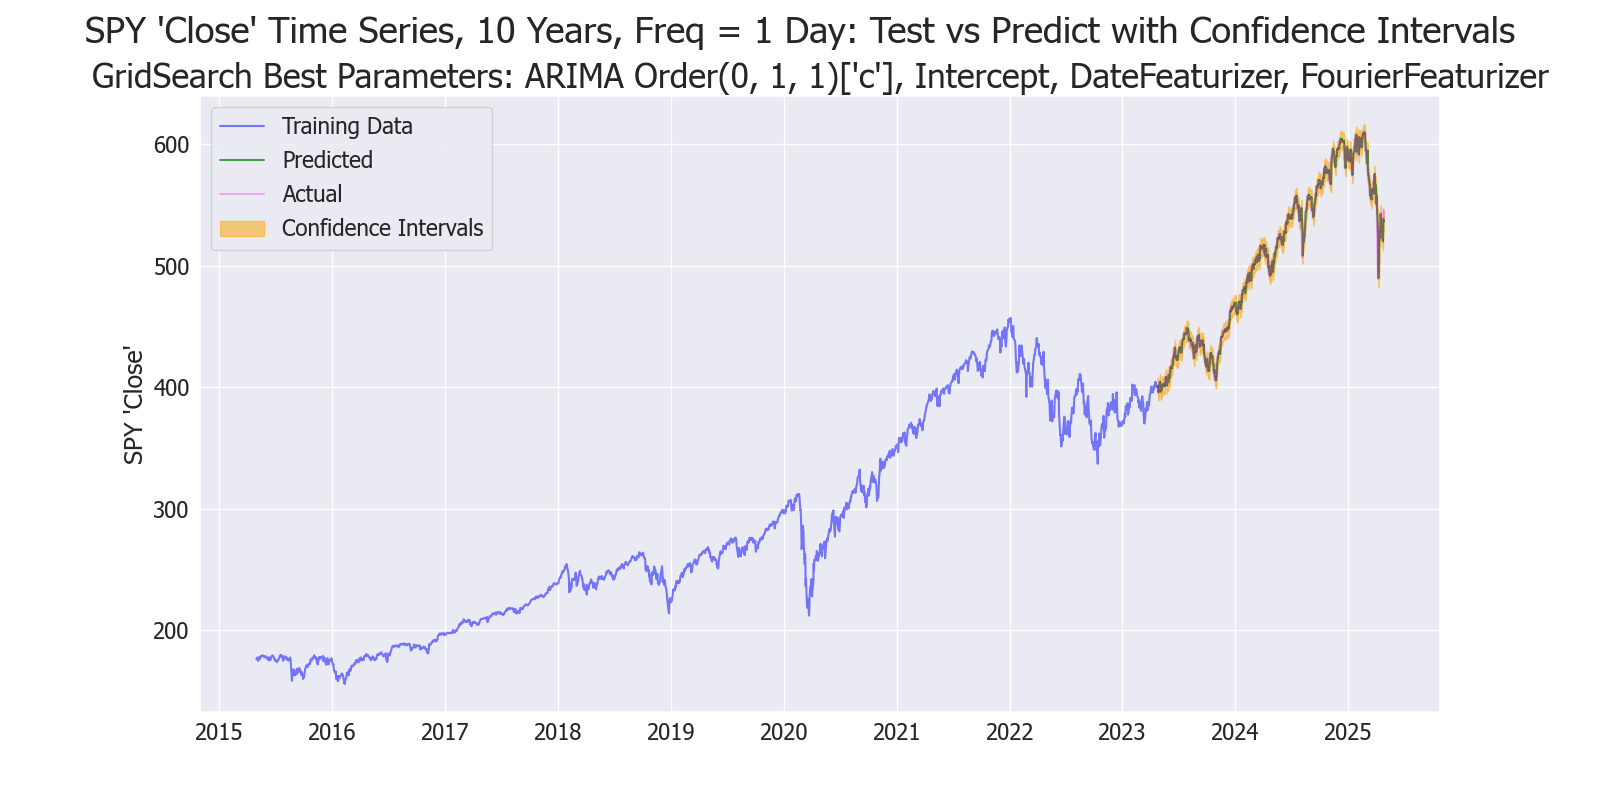 SPY 'Close' Time Series, 10 Years, Freq = 1 Day: Test vs Predict with Confidence Intervals
GridSearch Best Parameters: ARIMA Order(0, 1, 1)['c'], Intercept, DateFeaturizer, FourierFeaturizer
Training Data
Predicted
Actual
Confidence Intervals
SPY 'Close'
600
500
400
300
200
2015
2016
2017
2018
2019
2020
2021
2022
2023
2024
2025